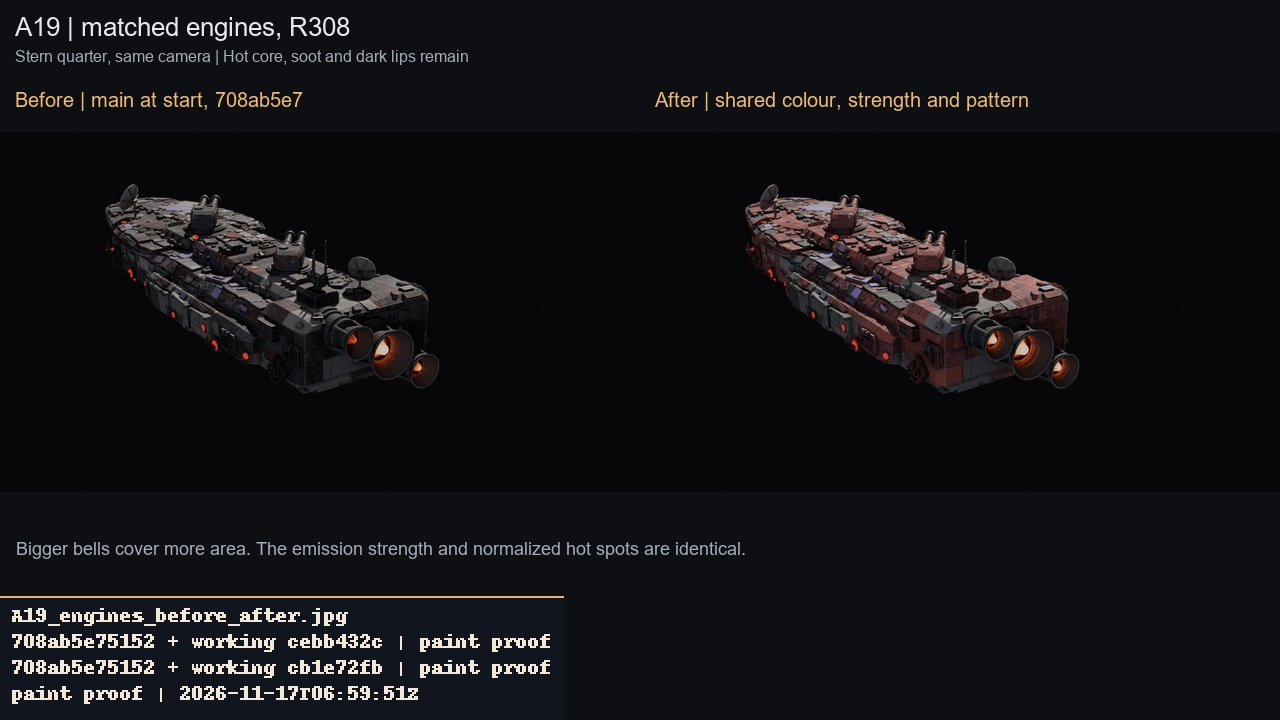 A19 | matched engines, R308
Stern quarter, same camera | Hot core, soot and dark lips remain
Before | main at start, 708ab5e7
After | shared colour, strength and pattern
Bigger bells cover more area. The emission strength and normalized hot spots are identical.
A19_engines_before_after.jpg
708ab5e75152 + working cebb432c | paint proof
708ab5e75152 + working cb1e72fb | paint proof
paint proof | 2026-11-17T06:59:51Z